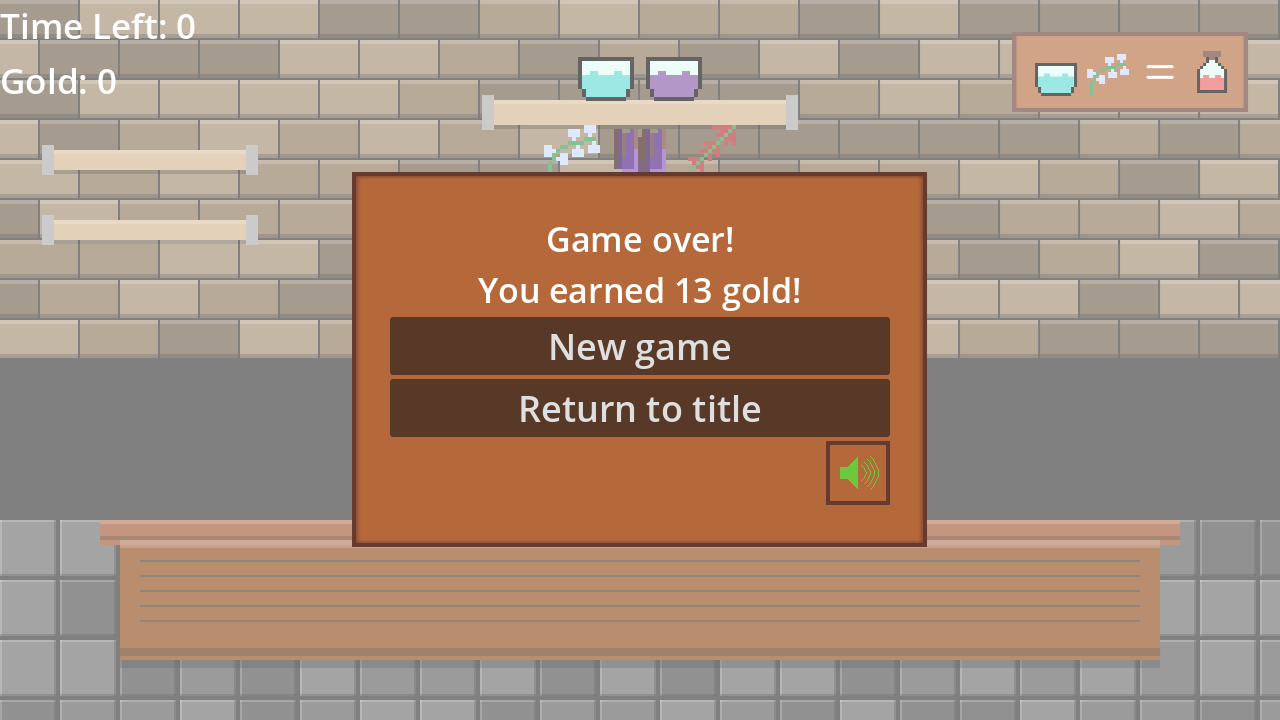 Time Left: 0
Gold: 0
Game over!
You earned 13 gold!
New game
Return to title